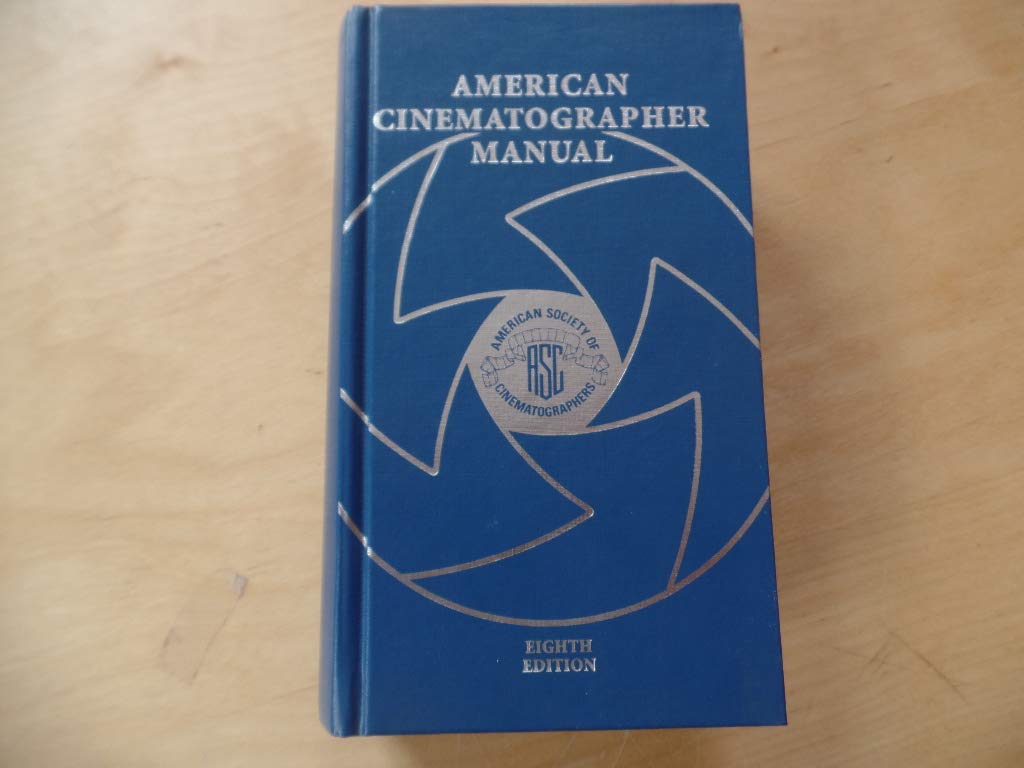 AMERICAN
CINEMATOGRAPHER
MANUAL
AMERICAN SOCIETY OF
ASC
CINEMATOGRAPHERS
EIGHTH
EDITION